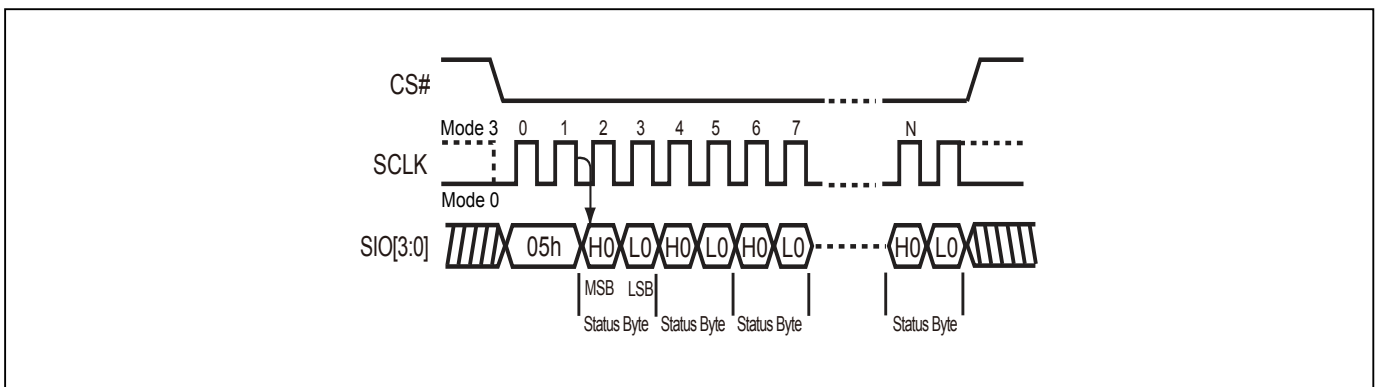 CS#
Mode 3 0 1 2 3 4 5 6 7 N
SCLK
Mode 0
SIO[3:0] 05h H0 L0 H0 L0 H0 L0 H0 L0
MSB LSB
Status Byte Status Byte Status Byte Status Byte